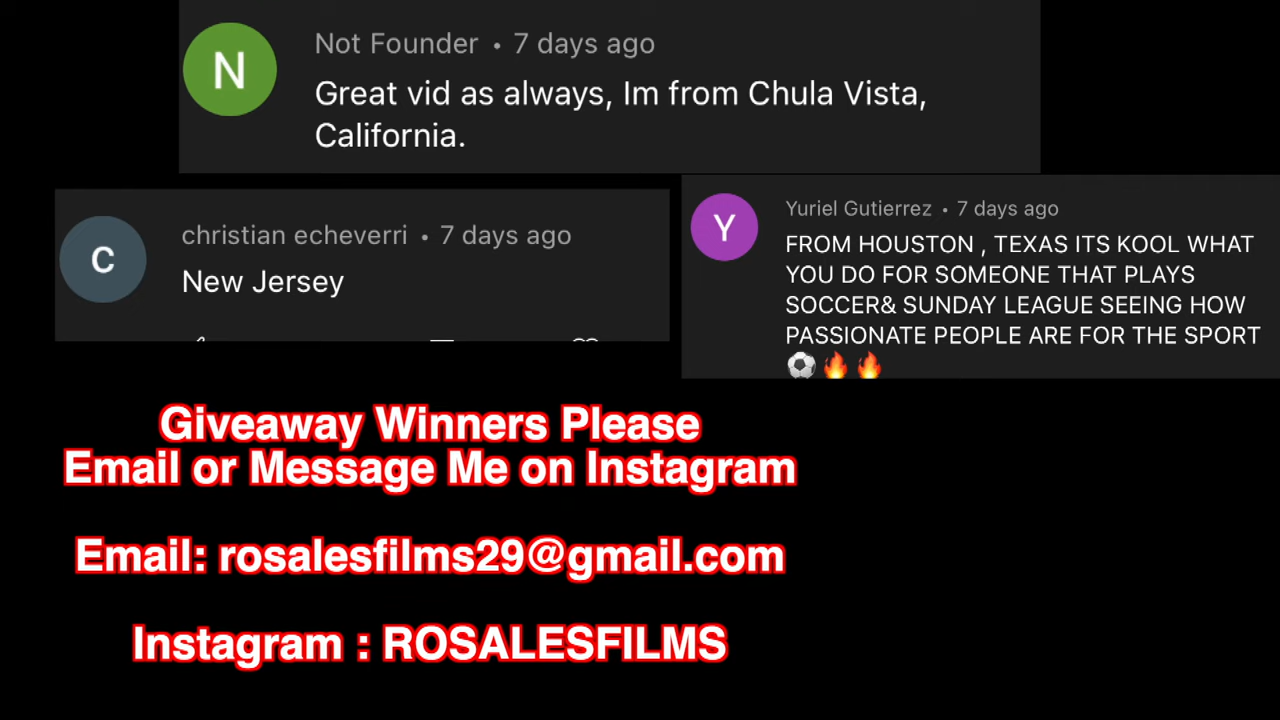 N
Not Founder • 7 days ago
Great vid as always, Im from Chula Vista,
California.
C
christian echeverri • 7 days ago
New Jersey
Y
Yuriel Gutierrez • 7 days ago
FROM HOUSTON , TEXAS ITS KOOL WHAT
YOU DO FOR SOMEONE THAT PLAYS
SOCCER& SUNDAY LEAGUE SEEING HOW
PASSIONATE PEOPLE ARE FOR THE SPORT
⚽🔥🔥
Giveaway Winners Please
Email or Message Me on Instagram
Email: rosalesfilms29@gmail.com
Instagram : ROSALESFILMS